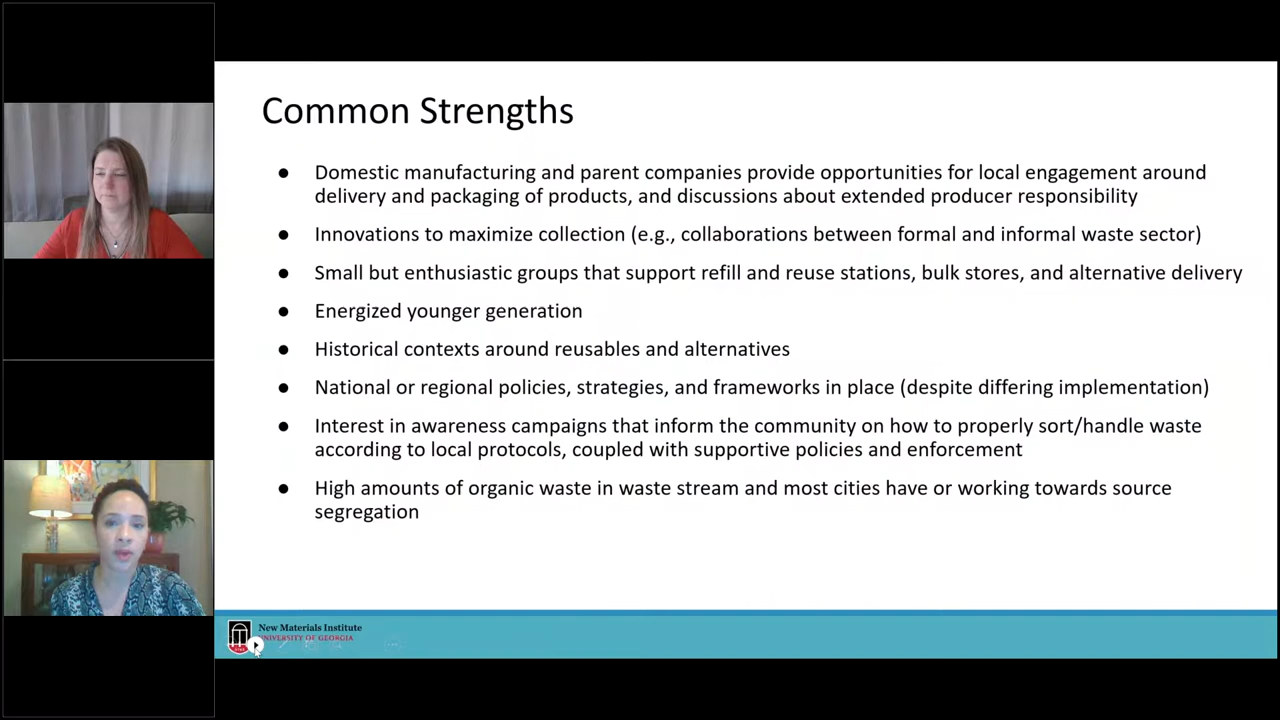 Common Strengths
● Domestic manufacturing and parent companies provide opportunities for local engagement around
delivery and packaging of products, and discussions about extended producer responsibility
● Innovations to maximize collection (e.g., collaborations between formal and informal waste sector)
● Small but enthusiastic groups that support refill and reuse stations, bulk stores, and alternative delivery
● Energized younger generation
● Historical contexts around reusables and alternatives
● National or regional policies, strategies, and frameworks in place (despite differing implementation)
● Interest in awareness campaigns that inform the community on how to properly sort/handle waste
according to local protocols, coupled with supportive policies and enforcement
● High amounts of organic waste in waste stream and most cities have or working towards source
segregation
New Materials Institute
UNIVERSITY OF GEORGIA